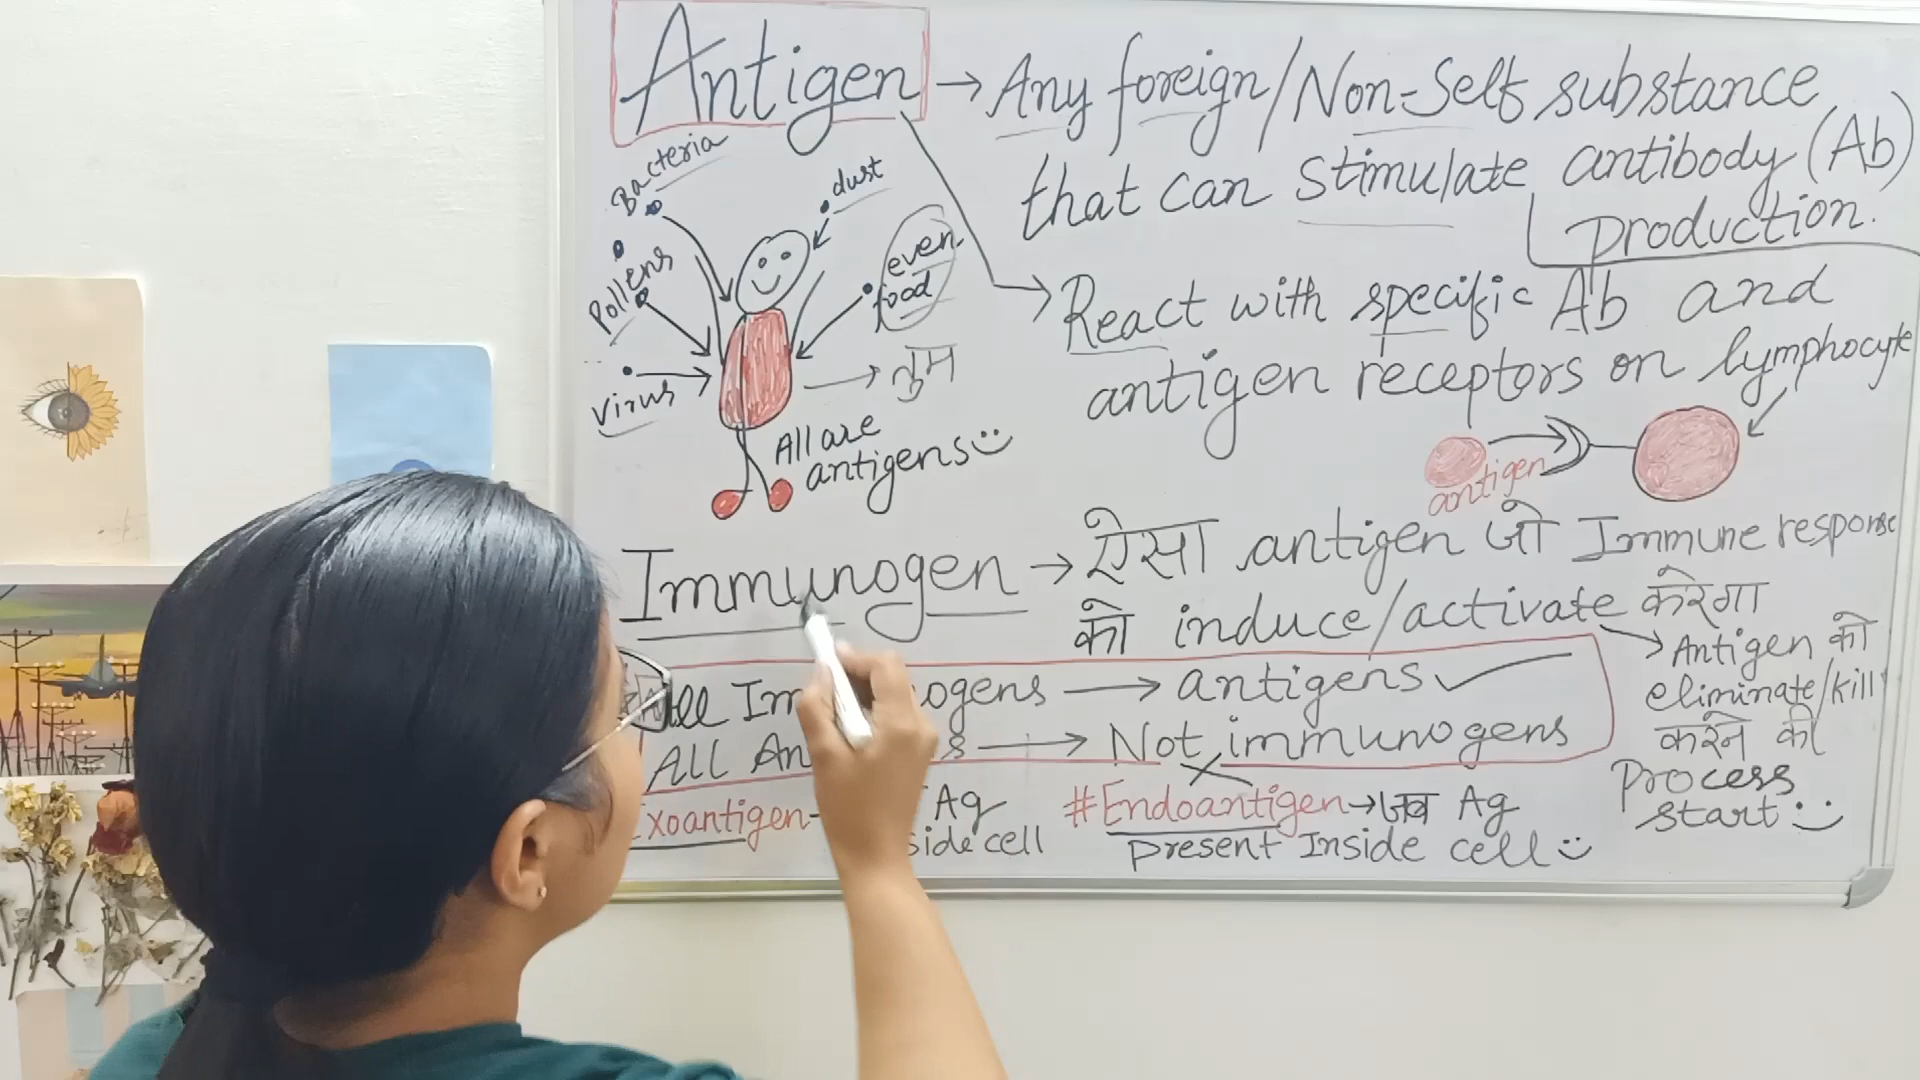 Antigen → Any foreign/Non-Self substance
that can stimulate antibody (Ab)
production.
Bacteria
dust
Pollens
even
food
virus
तुम
All are
antigens
React with specific Ab and
antigen receptors on lymphocyte
antigen
Immunogen → ऐसा antigen जो Immune response
को induce/activate करेगा
Antigen को
eliminate/kill
करने की
Process
start
All Im ogens → antigens ✓
All An s → Not immunogens
Exoantigen- Ag
side cell
#Endoantigen → जब Ag
present Inside cell